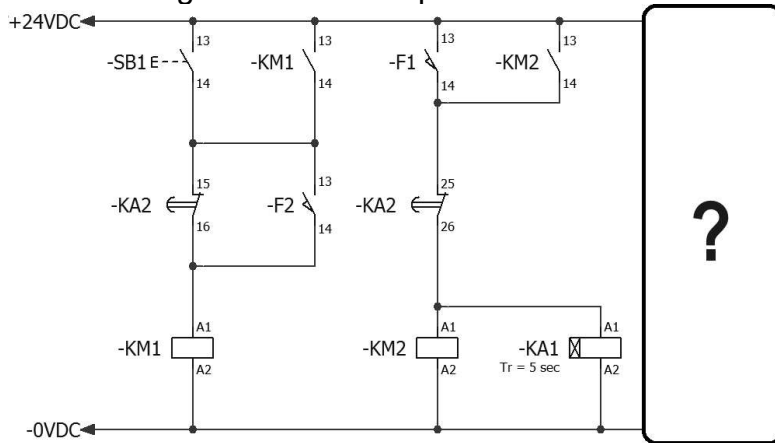 +24VDC
13 13 13 13
-SB1 E -KM1 -F1 -KM2
14 14 14 14
15 13 25
-KA2 -F2 -KA2
16 14 26
?
A1 A1 A1
-KM1 -KM2 -KA1
Tr = 5 sec
A2 A2 A2
-0VDC